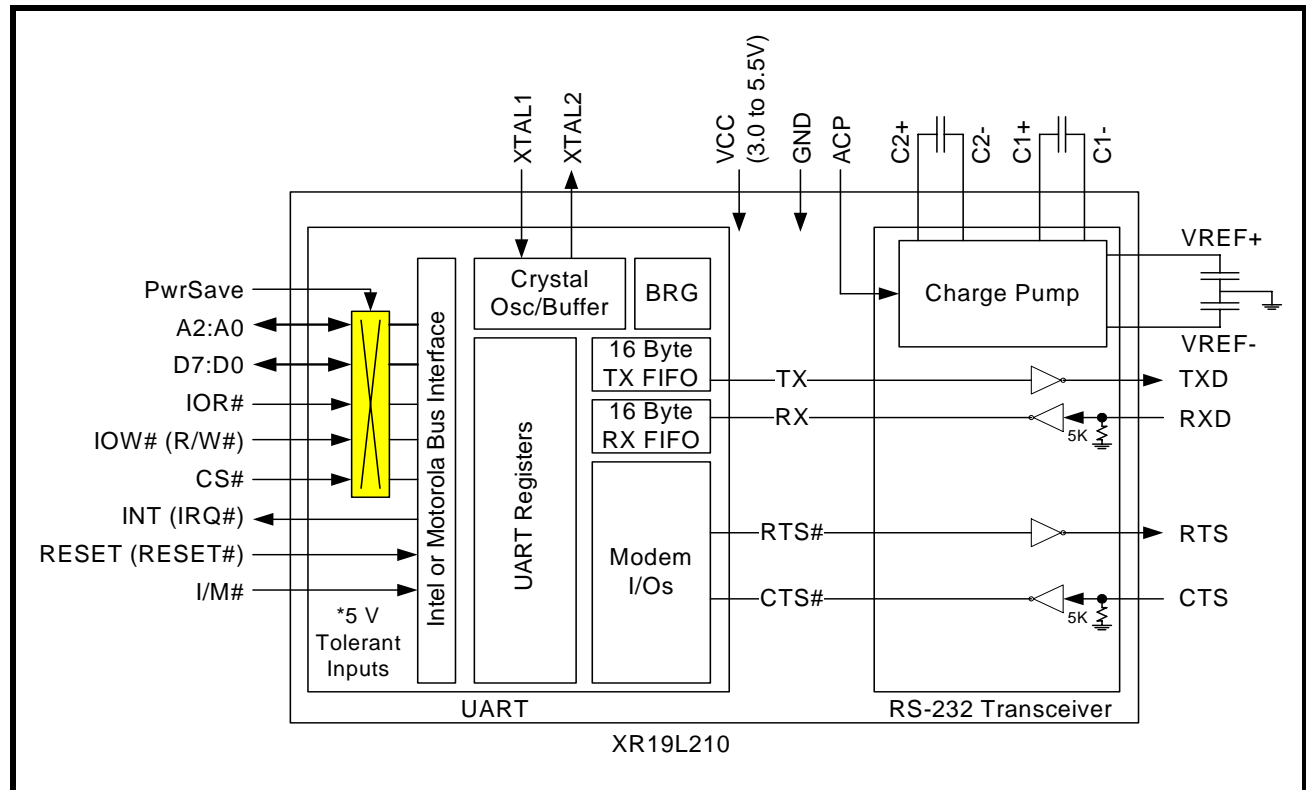 XTAL1
XTAL2
VCC
(3.0 to 5.5V)
GND
ACP
C2+
C2-
C1+
C1-
VREF+
VREF-
PwrSave
A2:A0
D7:D0
IOR#
IOW# (R/W#)
CS#
INT (IRQ#)
RESET (RESET#)
I/M#
*5 V
Tolerant
Inputs
Intel or Motorola Bus Interface
Crystal
Osc/Buffer
BRG
UART Registers
16 Byte
TX FIFO
16 Byte
RX FIFO
Modem
I/Os
TX
RX
RTS#
CTS#
Charge Pump
5K
5K
TXD
RXD
RTS
CTS
UART
RS-232 Transceiver
XR19L210